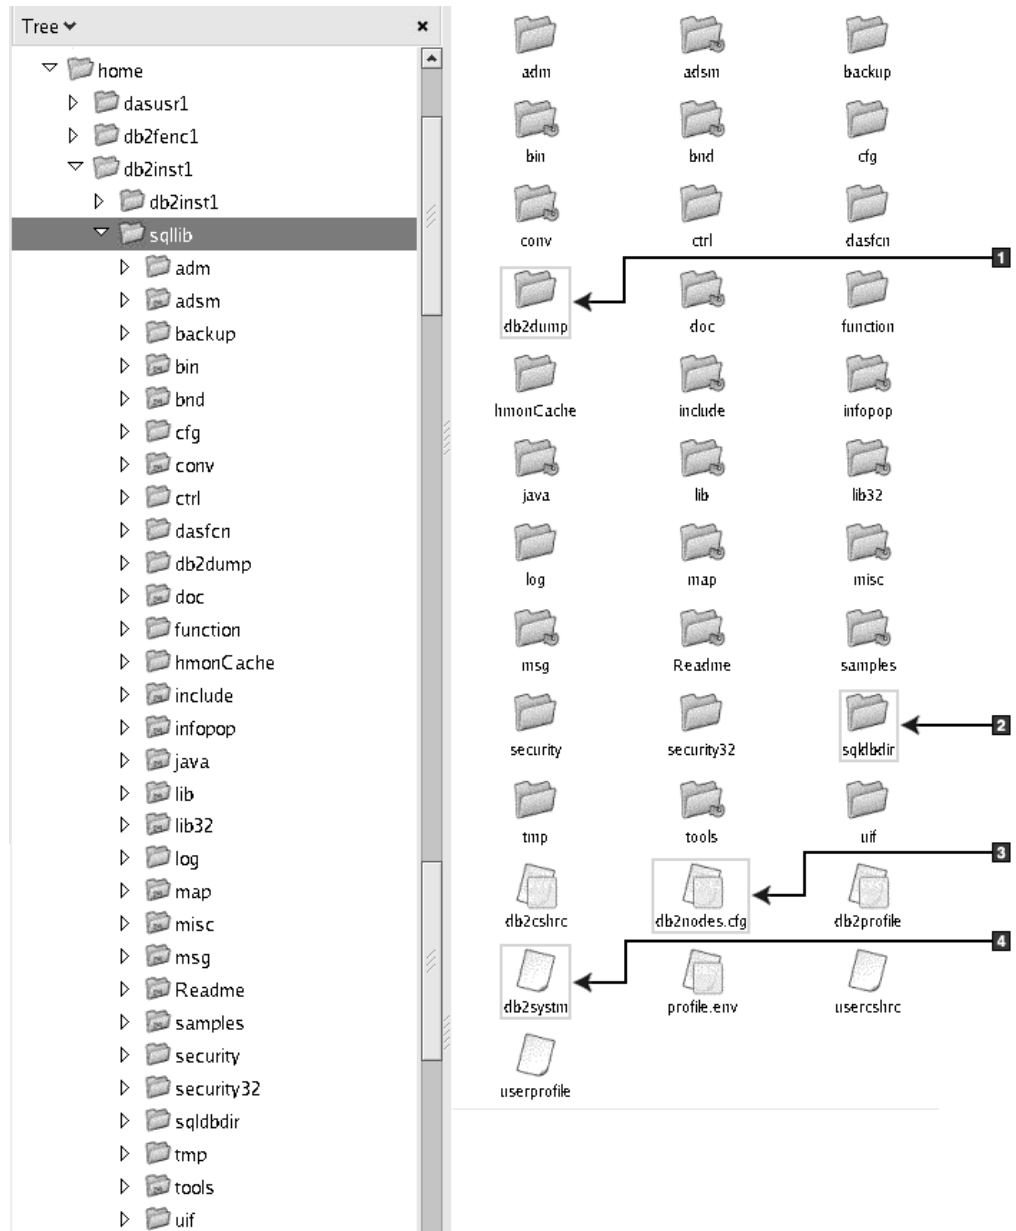 Tree
home
dasusr1
db2fenc1
db2inst1
db2inst1
sqllib
adm
adsm
backup
bin
bnd
cfg
conv
ctrl
dasfcn
db2dump
doc
function
hmonCache
include
infopop
java
lib
lib32
log
map
misc
msg
Readme
samples
security
security32
sqldbdir
tmp
tools
uif
adm adsm backup
bin bnd cfg
conv ctrl dasfcn
1
db2dump doc function
hmonCache include infopop
java lib lib32
log map misc
msg Readme samples
2
security security32 sqldbdir
tmp tools uif
3
db2cshrc db2nodes.cfg db2profile
4
db2systm profile.env usercshrc
userprofile